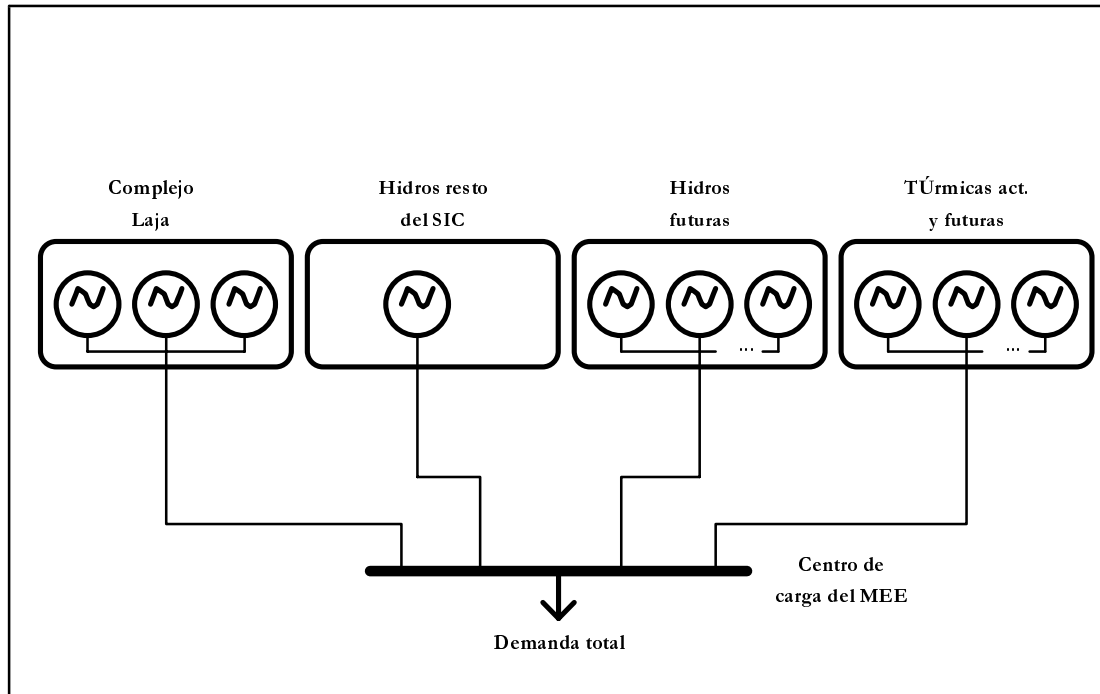 Complejo
Laja
Hidros resto
del SIC
Hidros
futuras
TÚrmicas act.
y futuras
...
...
Centro de
carga del MEE
Demanda total